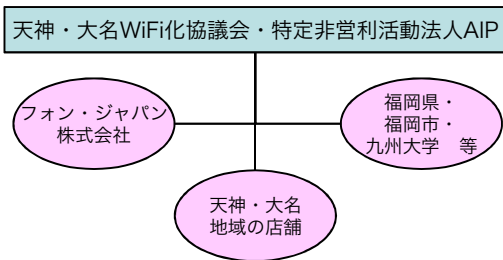 天神・大名WiFi化協議会・特定非営利活動法人AIP
フォン・ジャパン
株式会社
福岡県・
福岡市・
九州大学　等
天神・大名
地域の店舗